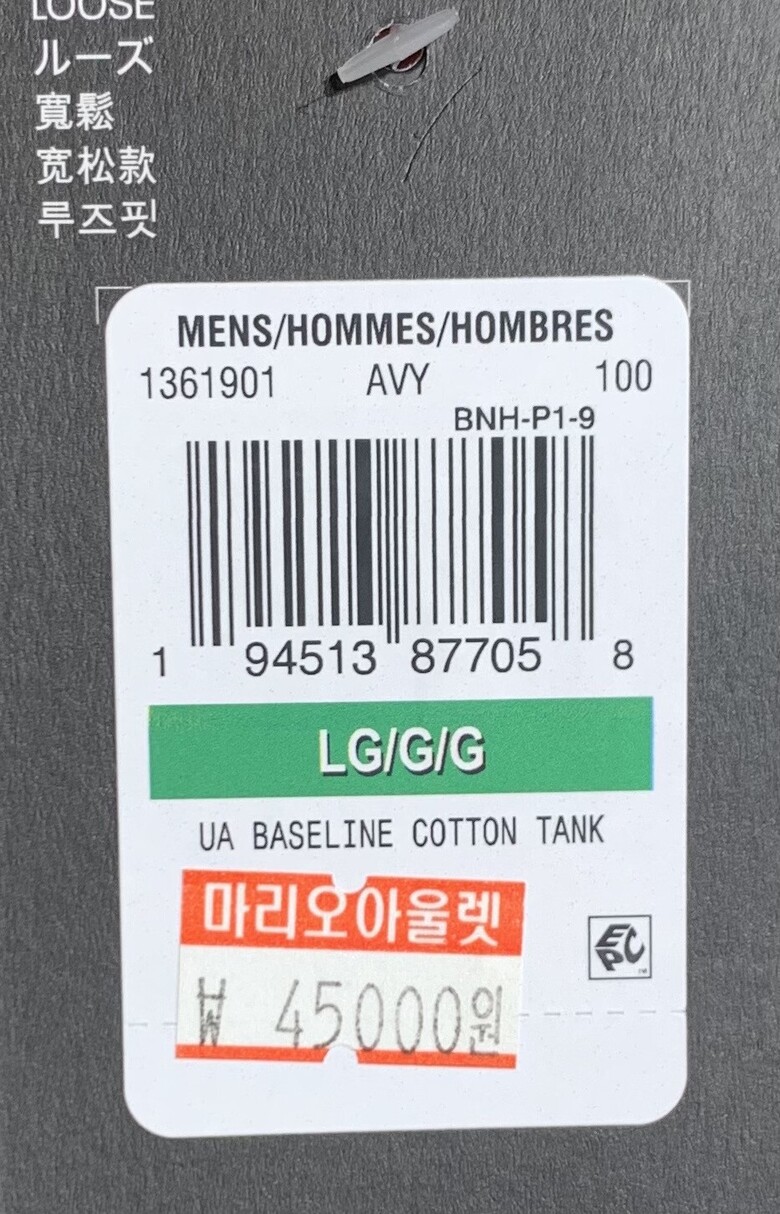 LOOSE
ルーズ
寬鬆
宽松款
루즈핏
MENS/HOMMES/HOMBRES
1361901 AVY 100
BNH-P1-9
1 94513 87705 8
LG/G/G
UA BASELINE COTTON TANK
마리오아울렛
EPC
₩ 45000원